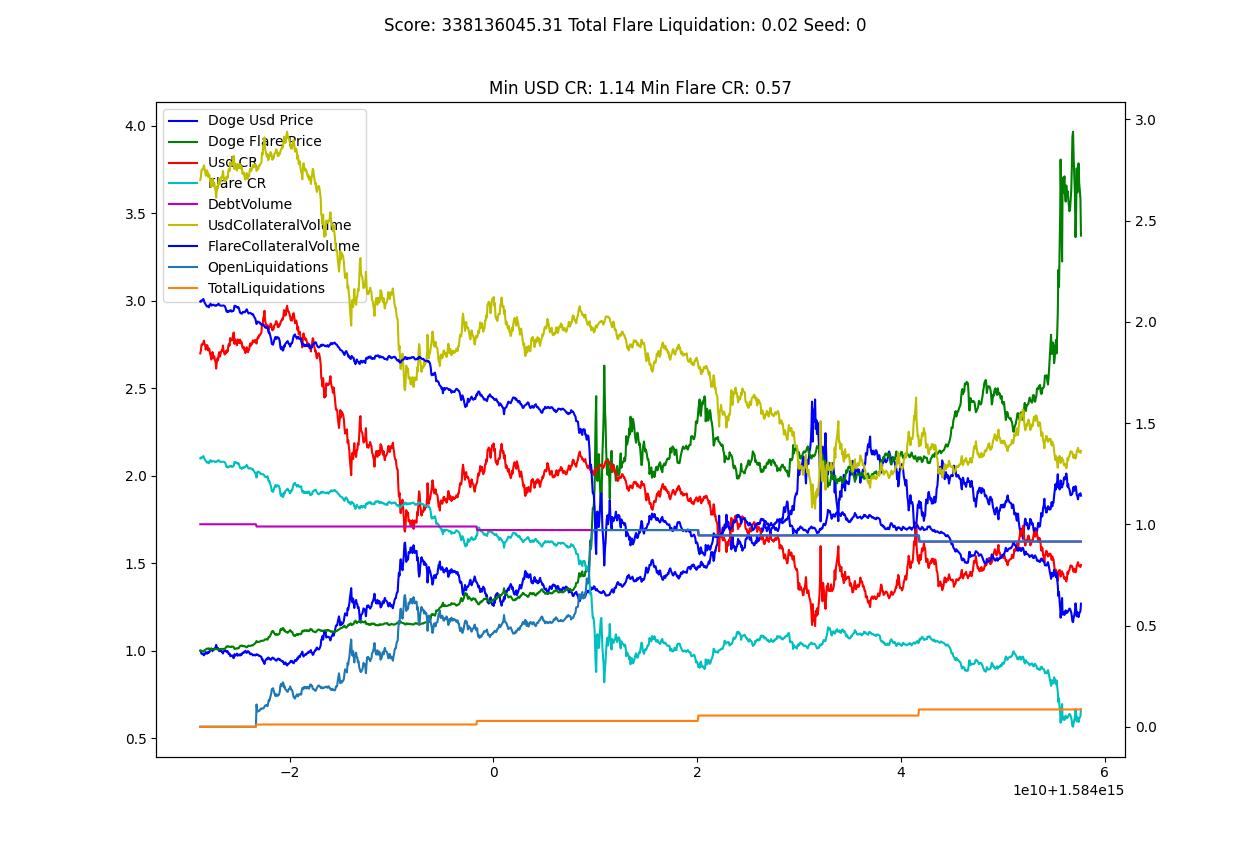 Score: 338136045.31 Total Flare Liquidation: 0.02 Seed: 0
Min USD CR: 1.14 Min Flare CR: 0.57
Doge Usd Price
Doge Flare Price
Usd CR
Flare CR
DebtVolume
UsdCollateralVolume
FlareCollateralVolume
OpenLiquidations
TotalLiquidations
4.0
3.5
3.0
2.5
2.0
1.5
1.0
0.5
3.0
2.5
2.0
1.5
1.0
0.5
0.0
−2 0 2 4 6
1e10+1.584e15